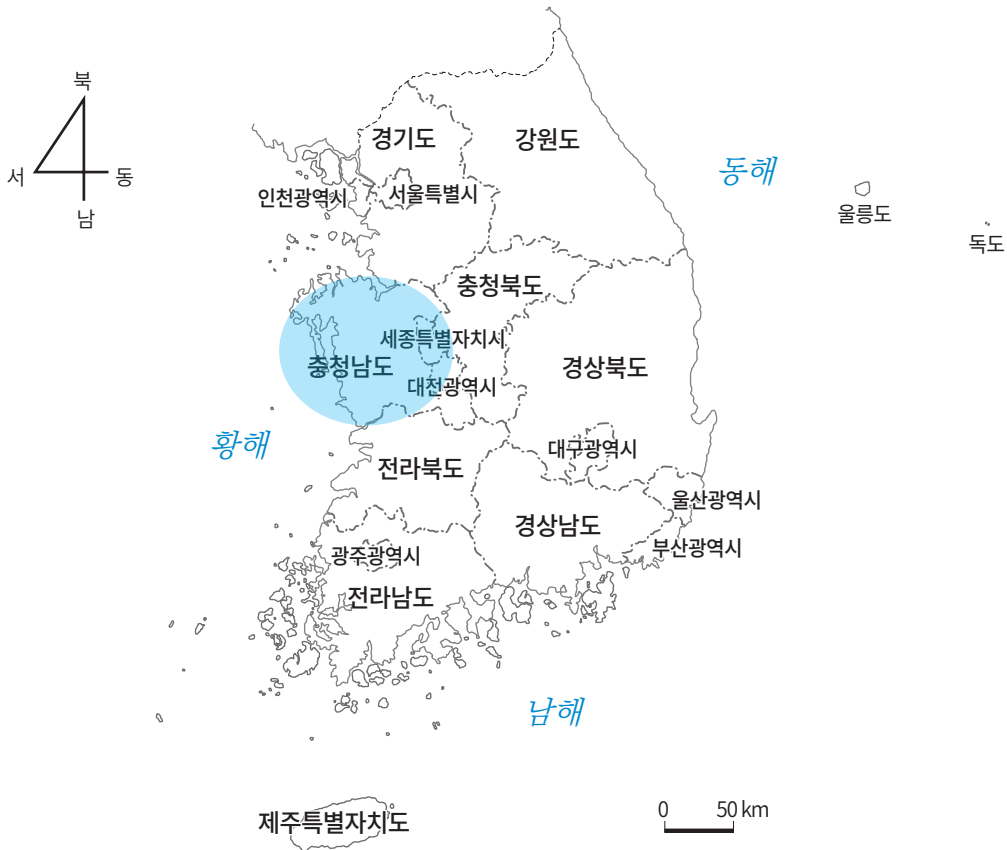 북
서
동
남
경기도
강원도
동해
인천광역시
서울특별시
울릉도
독도
충청북도
세종특별자치시
충청남도
대전광역시
경상북도
황해
대구광역시
전라북도
울산광역시
경상남도
부산광역시
광주광역시
전라남도
남해
제주특별자치도
0 50 km